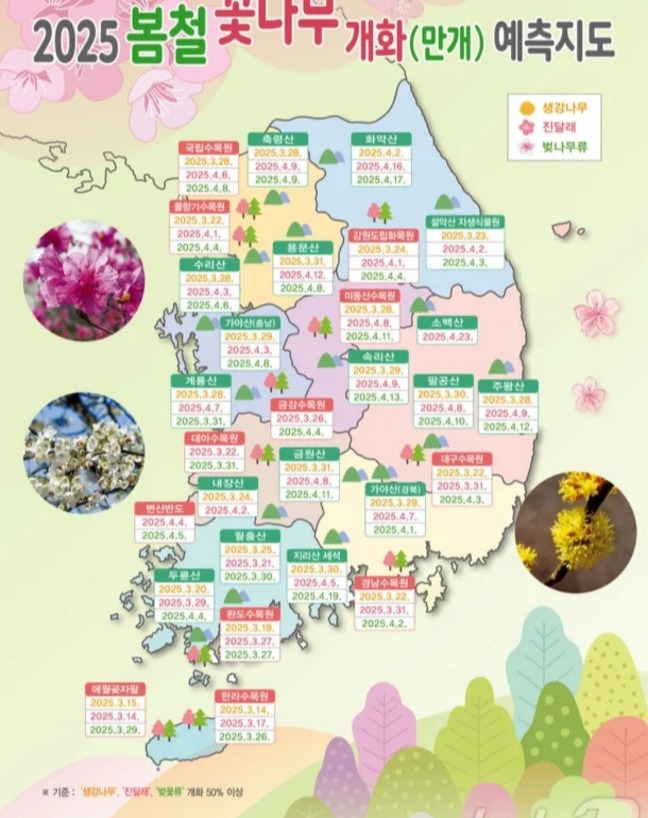 2025 봄철 꽃나무 개화(만개) 예측지도
생강나무
진달래
벚나무류
국립수목원
2025.3.28.
2025.4.6.
2025.4.8.
축령산
2025.3.28.
2025.4.9.
2025.4.9.
화악산
2025.4.2.
2025.4.16.
2025.4.17.
물향기수목원
2025.3.22.
2025.4.1.
2025.4.4.
용문산
2025.3.31.
2025.4.12.
2025.4.8.
강원도립화목원
2025.3.24.
2025.4.1.
2025.4.4.
설악산 자생식물원
2025.3.23.
2025.4.2.
2025.4.3.
수리산
2025.3.28.
2025.4.3.
2025.4.6.
가야산(충남)
2025.3.29.
2025.4.3.
2025.4.8.
미동산수목원
2025.3.28.
2025.4.8.
2025.4.11.
소백산
2025.4.23.
속리산
2025.3.29.
2025.4.9.
2025.4.13.
계룡산
2025.3.28.
2025.4.7.
2025.3.31.
금강수목원
2025.3.26.
2025.4.4.
팔공산
2025.3.30.
2025.4.8.
2025.4.10.
주왕산
2025.3.28.
2025.4.9.
2025.4.12.
대아수목원
2025.3.22.
2025.3.31.
금원산
2025.3.31.
2025.4.8.
2025.4.11.
대구수목원
2025.3.22.
2025.3.31.
2025.4.3.
내장산
2025.3.24.
2025.4.2.
가야산(경북)
2025.3.29.
2025.4.7.
2025.4.1.
변산반도
2025.4.4.
2025.4.5.
월출산
2025.3.25.
2025.3.21.
2025.3.30.
지리산 세석
2025.3.30.
2025.4.5.
2025.4.19.
두륜산
2025.3.20.
2025.3.29.
2025.4.4.
경남수목원
2025.3.22.
2025.3.31.
2025.4.2.
완도수목원
2025.3.19.
2025.3.27.
2025.3.27.
애월곶자왈
2025.3.15.
2025.3.14.
2025.3.29.
한라수목원
2025.3.14.
2025.3.17.
2025.3.26.
※ 기준 : '생강나무', '진달래', '벚꽃류' 개화 50% 이상